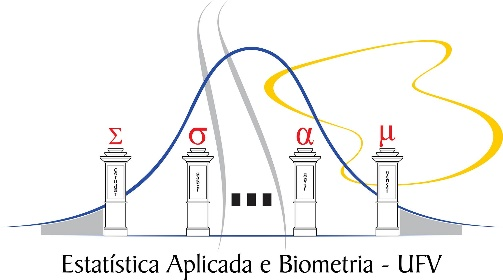 Σ σ α μ
Estatística Aplicada e Biometria - UFV